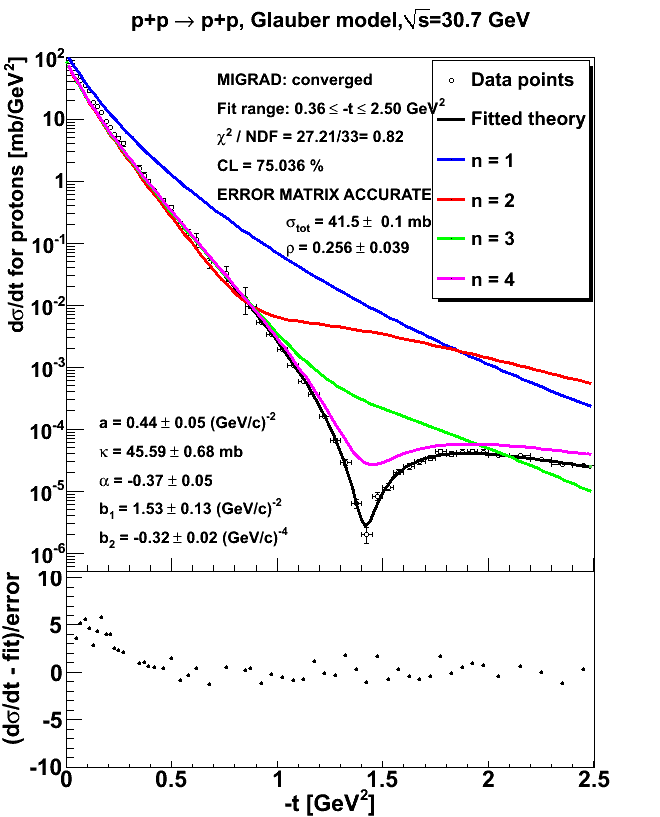 p+p → p+p, Glauber model,√s=30.7 GeV
dσ/dt for protons [mb/GeV²]
10²
10
1
10⁻¹
10⁻²
10⁻³
10⁻⁴
10⁻⁵
10⁻⁶
MIGRAD: converged
Fit range: 0.36 ≤ -t ≤ 2.50 GeV²
χ² / NDF = 27.21/33= 0.82
CL = 75.036 %
ERROR MATRIX ACCURATE
σtot = 41.5 ± 0.1 mb
ρ = 0.256 ± 0.039
Data points
Fitted theory
n = 1
n = 2
n = 3
n = 4
a = 0.44 ± 0.05 (GeV/c)⁻²
κ = 45.59 ± 0.68 mb
α = -0.37 ± 0.05
b₁ = 1.53 ± 0.13 (GeV/c)⁻²
b₂ = -0.32 ± 0.02 (GeV/c)⁻⁴
(dσ/dt - fit)/error
10
5
0
-5
-10
0 0.5 1 1.5 2 2.5
-t [GeV²]